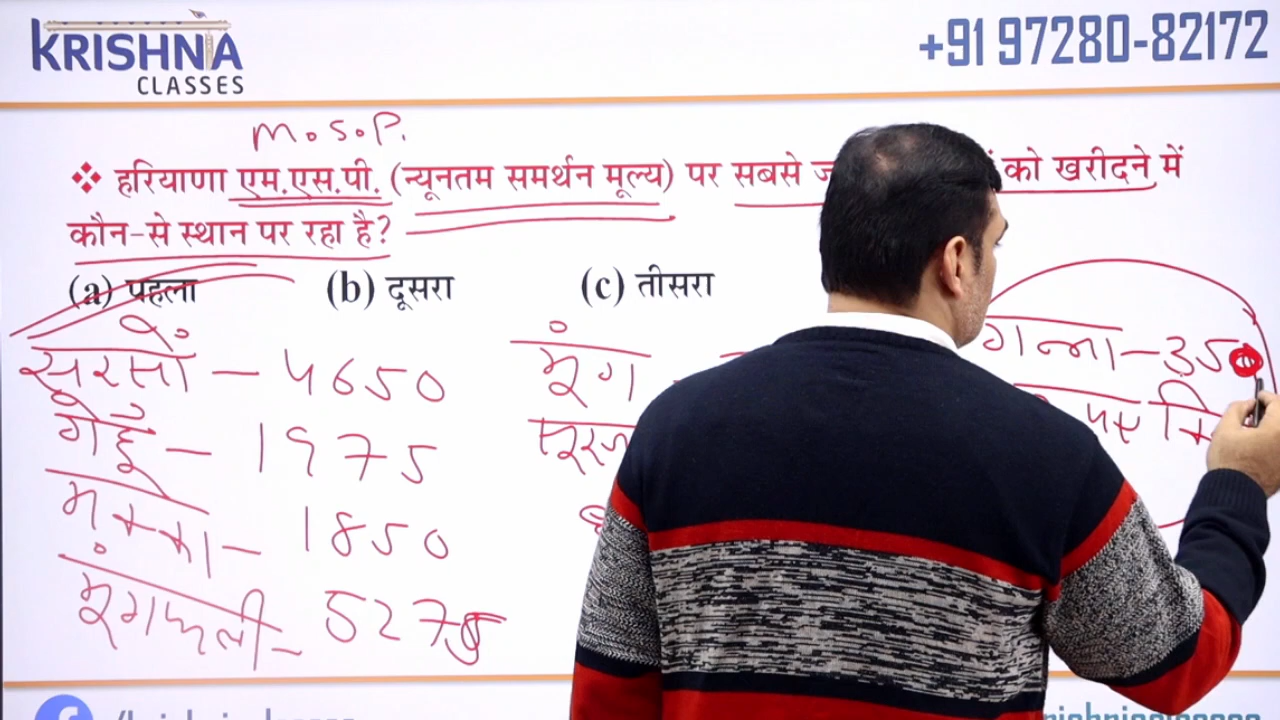 KRISHNA
CLASSES
+91 97280-82172
M.S.P.
❖ हरियाणा एम.एस.पी. (न्यूनतम समर्थन मूल्य) पर सबसे को खरीदने में
कौन-से स्थान पर रहा है?
(a) पहला (b) दूसरा (c) तीसरा
सरसों - 4650
गेहूँ - 1975
मक्का - 1850
मूंगफली - 5275
मूंग
गन्ना - 350